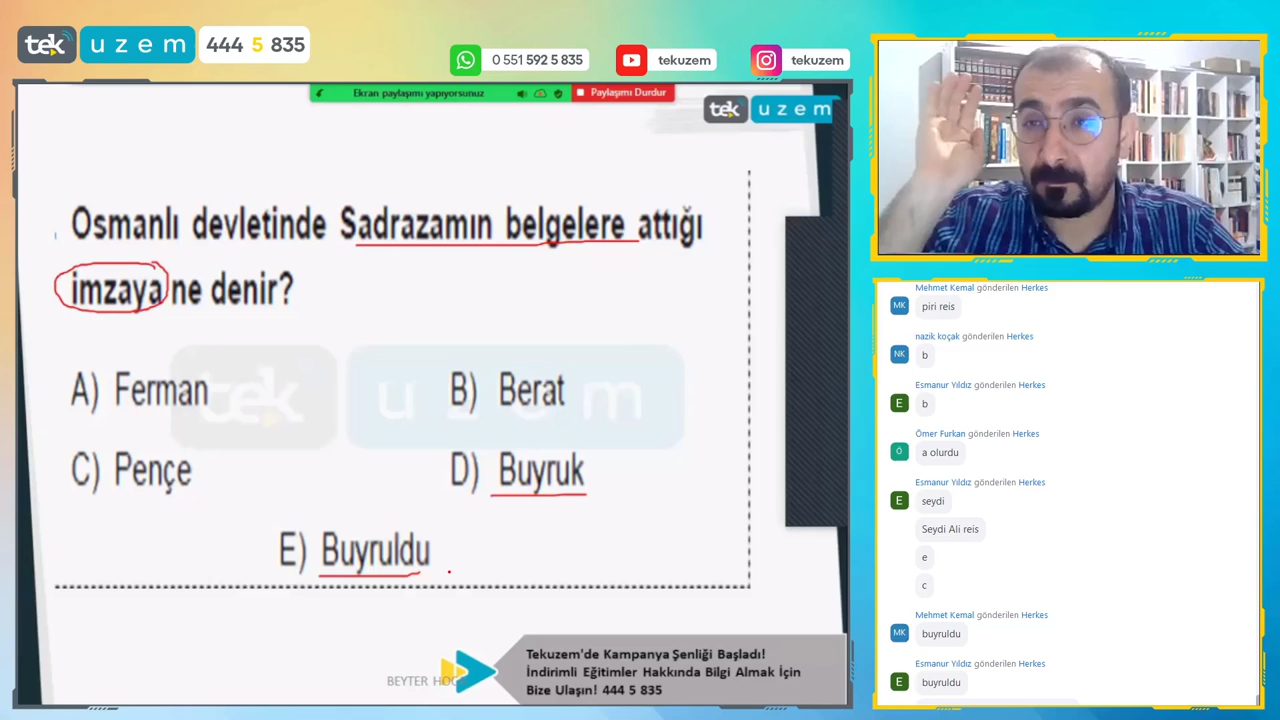 tek uzem 444 5 835
0 551 592 5 835
tekuzem
tekuzem
Ekran paylaşımı yapıyorsunuz
Paylaşımı Durdur
tek uzem
Osmanlı devletinde Sadrazamın belgelere attığı
imzaya ne denir?
A) Ferman
B) Berat
C) Pençe
D) Buyruk
E) Buyruldu
tek uzem
BEYTER HOC
Tekuzem'de Kampanya Şenliği Başladı!
İndirimli Eğitimler Hakkında Bilgi Almak İçin
Bize Ulaşın! 444 5 835
Mehmet Kemal gönderilen Herkes
MK piri reis
nazik koçak gönderilen Herkes
NK b
Esmanur Yıldız gönderilen Herkes
E b
Ömer Furkan gönderilen Herkes
Ö a olurdu
Esmanur Yıldız gönderilen Herkes
E seydi
Seydi Ali reis
e
c
Mehmet Kemal gönderilen Herkes
MK buyruldu
Esmanur Yıldız gönderilen Herkes
E buyruldu